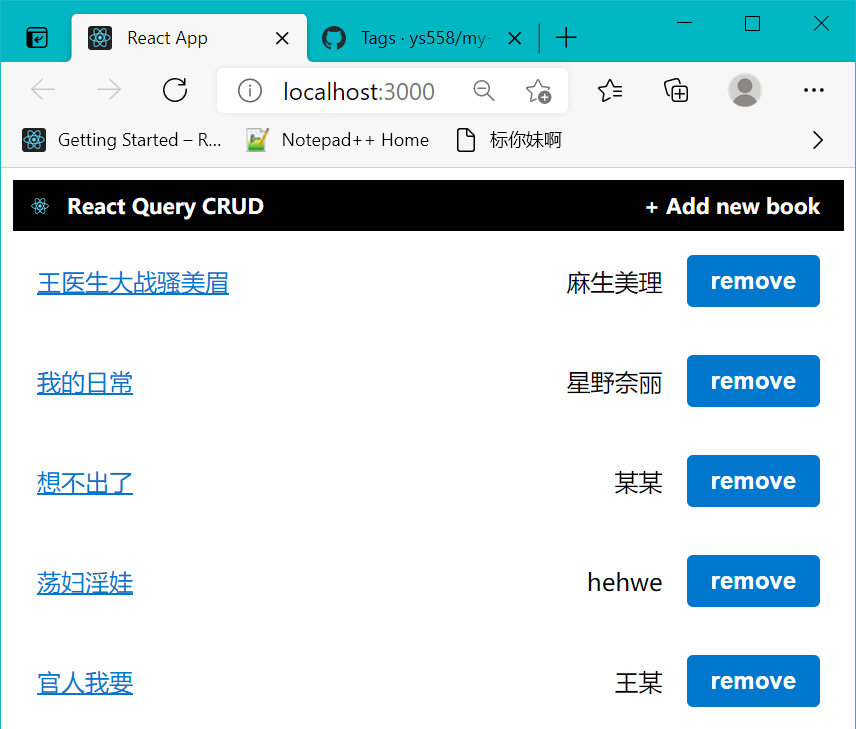 React App
Tags · ys558/my-
localhost:3000
Getting Started – R... Notepad++ Home 标你妹啊
React Query CRUD + Add new book
王医生大战骚美眉 麻生美理 remove
我的日常 星野奈丽 remove
想不出了 某某 remove
荡妇淫娃 hehwe remove
官人我要 王某 remove